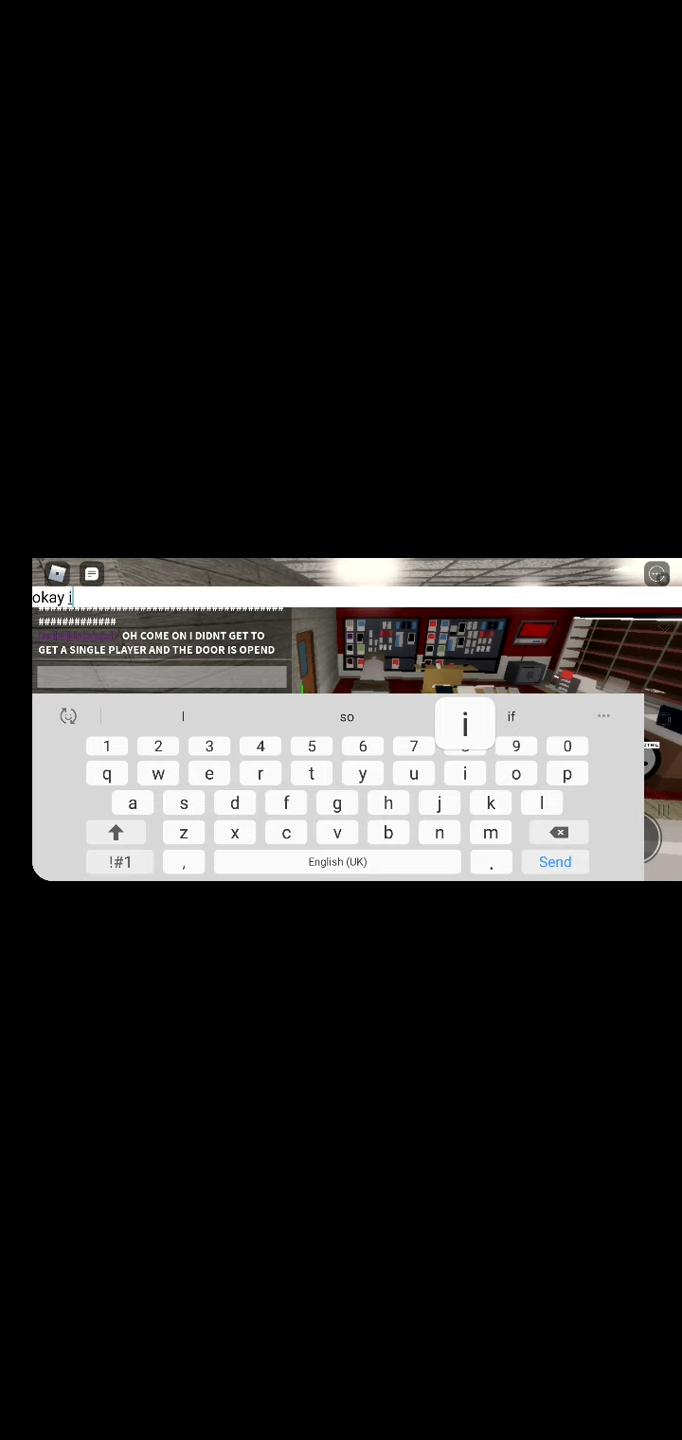 okay i
########################################
#############
OH COME ON I DIDNT GET TO
GET A SINGLE PLAYER AND THE DOOR IS OPEND
I so if
i
1 2 3 4 5 6 7 9 0
q w e r t y u i o p
a s d f g h j k l
z x c v b n m
!#1 , English (UK) . Send